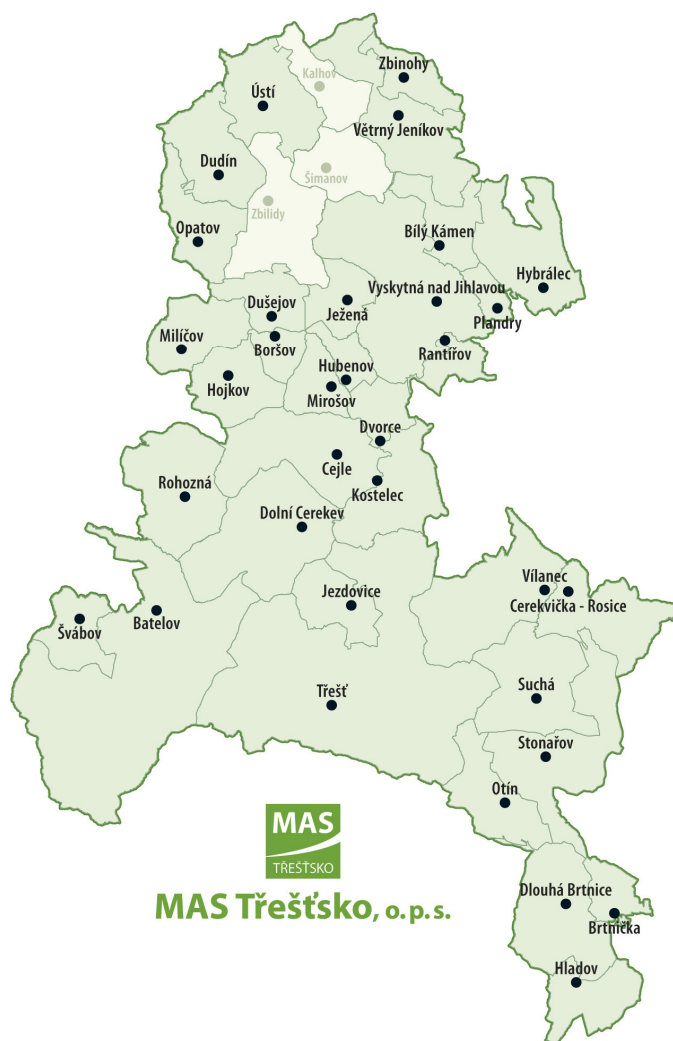 Zbinohy
Kalhov
Ústí
Větrný Jeníkov
Dudín
Šimanov
Zbilidy
Opatov
Bílý Kámen
Hybrálec
Vyskytná nad Jihlavou
Dušejov
Ježená
Plandry
Milíčov
Boršov
Rantířov
Hubenov
Hojkov
Mirošov
Dvorce
Cejle
Rohozná
Kostelec
Dolní Cerekev
Vílanec
Jezdovice
Cerekvička - Rosice
Batelov
Švábov
Suchá
Třešť
Stonařov
Otín
MAS
TŘEŠŤSKO
MAS Třešťsko, o.p.s.
Dlouhá Brtnice
Brtnička
Hladov